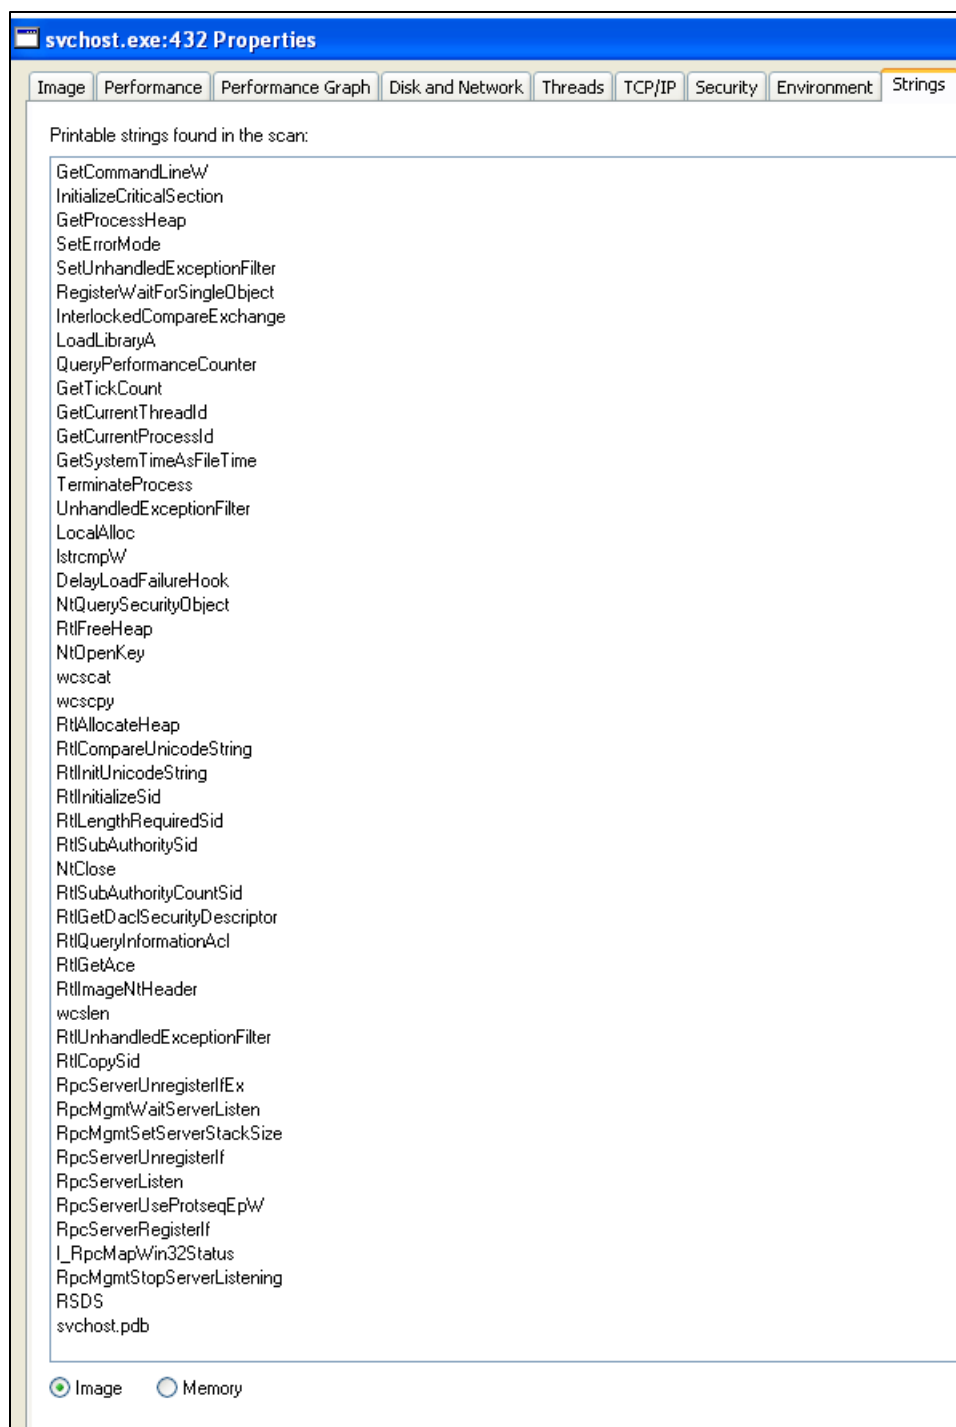 svchost.exe:432 Properties
Image Performance Performance Graph Disk and Network Threads TCP/IP Security Environment Strings
Printable strings found in the scan:
GetCommandLineW
InitializeCriticalSection
GetProcessHeap
SetErrorMode
SetUnhandledExceptionFilter
RegisterWaitForSingleObject
InterlockedCompareExchange
LoadLibraryA
QueryPerformanceCounter
GetTickCount
GetCurrentThreadId
GetCurrentProcessId
GetSystemTimeAsFileTime
TerminateProcess
UnhandledExceptionFilter
LocalAlloc
lstrcmpW
DelayLoadFailureHook
NtQuerySecurityObject
RtlFreeHeap
NtOpenKey
wcscat
wcscpy
RtlAllocateHeap
RtlCompareUnicodeString
RtlInitUnicodeString
RtlInitializeSid
RtlLengthRequiredSid
RtlSubAuthoritySid
NtClose
RtlSubAuthorityCountSid
RtlGetDaclSecurityDescriptor
RtlQueryInformationAcl
RtlGetAce
RtlImageNtHeader
wcslen
RtlUnhandledExceptionFilter
RtlCopySid
RpcServerUnregisterIfEx
RpcMgmtWaitServerListen
RpcMgmtSetServerStackSize
RpcServerUnregisterIf
RpcServerListen
RpcServerUseProtseqEpW
RpcServerRegisterIf
I_RpcMapWin32Status
RpcMgmtStopServerListening
RSDS
svchost.pdb
Image Memory